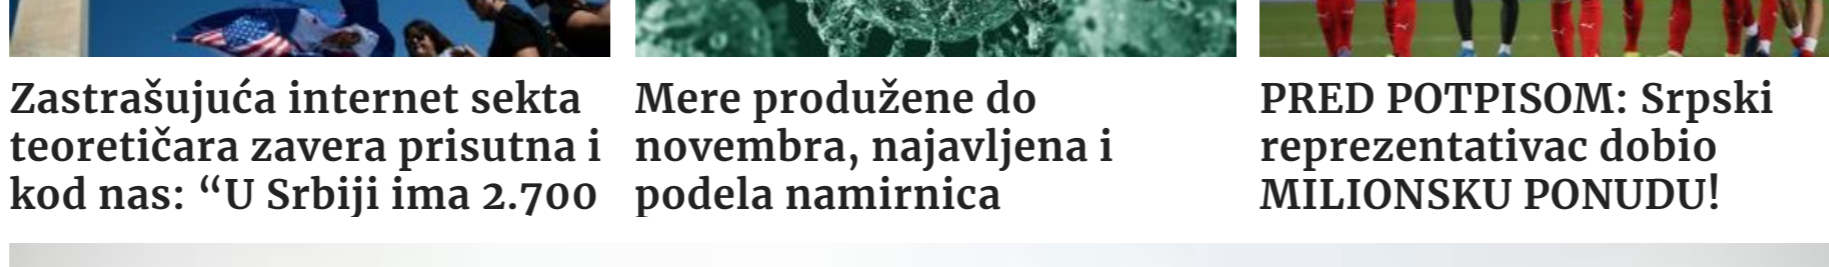 Zastrašujuća internet sekta
teoretičara zavera prisutna i
kod nas: “U Srbiji ima 2.700
Mere produžene do
novembra, najavljena i
podela namirnica
PRED POTPISOM: Srpski
reprezentativac dobio
MILIONSKU PONUDU!